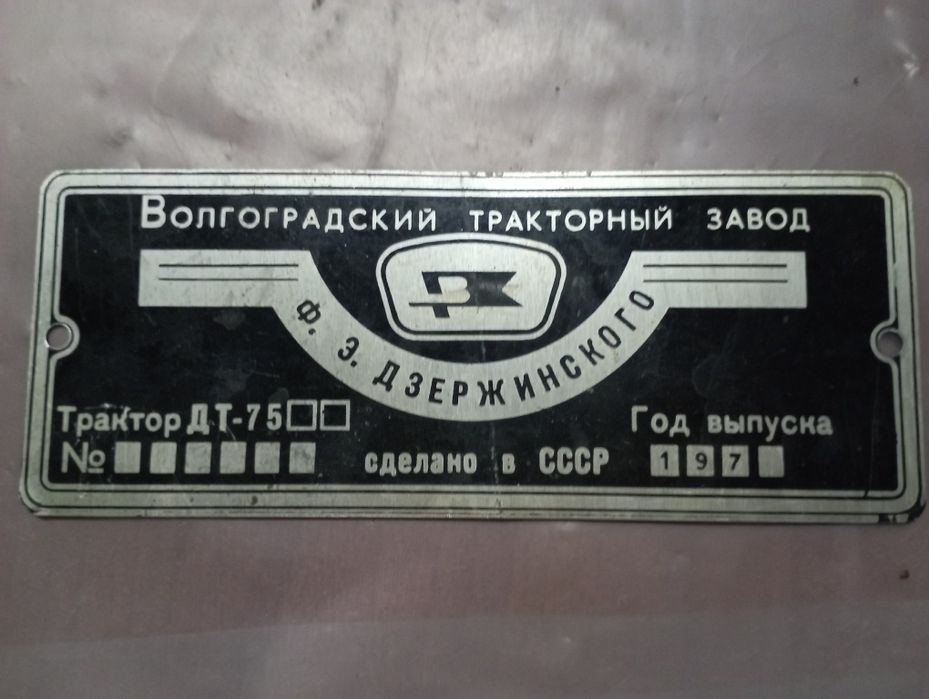 Волгоградский тракторный завод
В
Ф. Э. Дзержинского
Трактор ДТ-75
Год выпуска
№
сделано в СССР
197